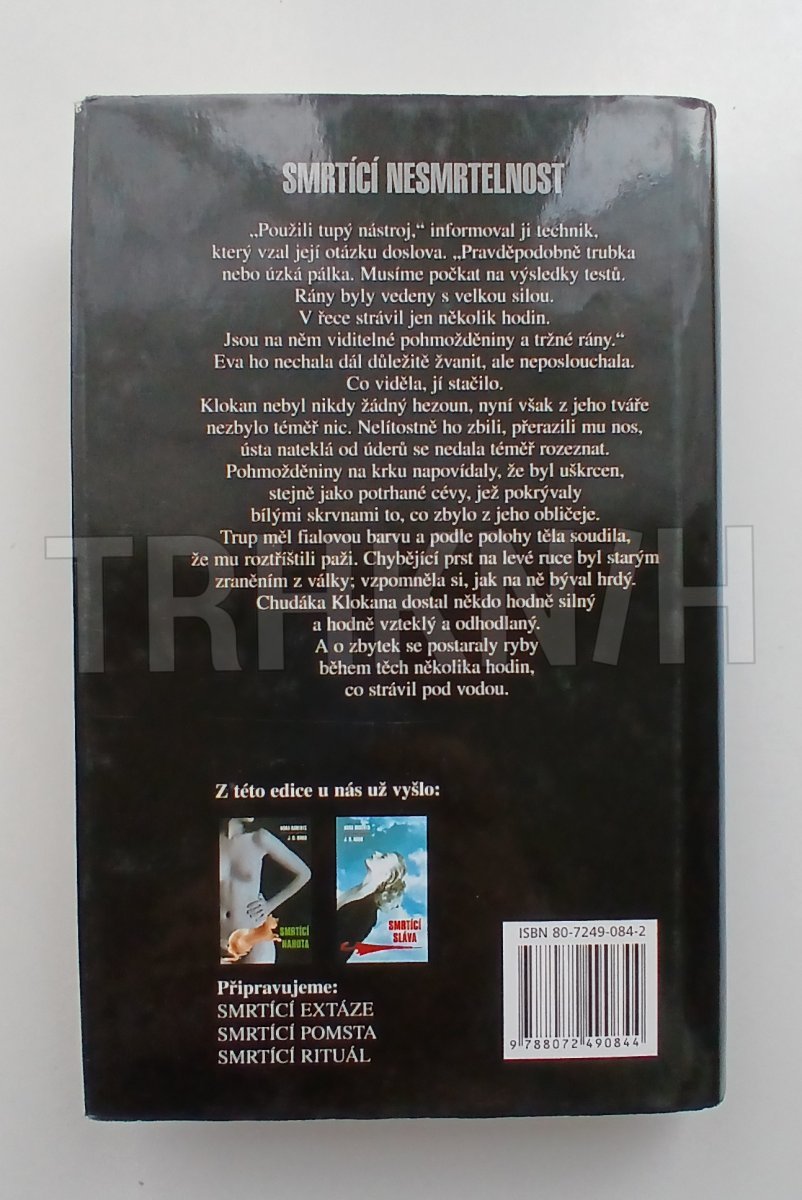 SMRTÍCÍ NESMRTELNOST
„Použili tupý nástroj,“ informoval ji technik,
který vzal její otázku doslova. „Pravděpodobně trubka
nebo úzká pálka. Musíme počkat na výsledky testů.
Rány byly vedeny s velkou silou.
V řece strávil jen několik hodin.
Jsou na něm viditelné pohmožděniny a tržné rány.“
Eva ho nechala dál důležitě žvanit, ale neposlouchala.
Co viděla, jí stačilo.
Klokan nebyl nikdy žádný hezoun, nyní však z jeho tváře
nezbylo téměř nic. Nelítostně ho zbili, přerazili mu nos,
ústa nateklá od úderů se nedala téměř rozeznat.
Pohmožděniny na krku napovídaly, že byl uškrcen,
stejně jako potrhané cévy, jež pokrývaly
bílými skrvnami to, co zbylo z jeho obličeje.
Trup měl fialovou barvu a podle polohy těla soudila,
že mu roztříštili paži. Chybějící prst na levé ruce byl starým
zraněním z války; vzpomněla si, jak na ně býval hrdý.
Chudáka Klokana dostal někdo hodně silný
a hodně vzteklý a odhodlaný.
A o zbytek se postaraly ryby
během těch několika hodin,
co strávil pod vodou.
TRHKNIH
Z této edice u nás už vyšlo:
NORA ROBERTS
J. D. ROBB
SMRTÍCÍ
NAHOTA
NORA ROBERTS
J. D. ROBB
SMRTÍCÍ
SLÁVA
Připravujeme:
SMRTÍCÍ EXTÁZE
SMRTÍCÍ POMSTA
SMRTÍCÍ RITUÁL
ISBN 80-7249-084-2
9 788072 490844